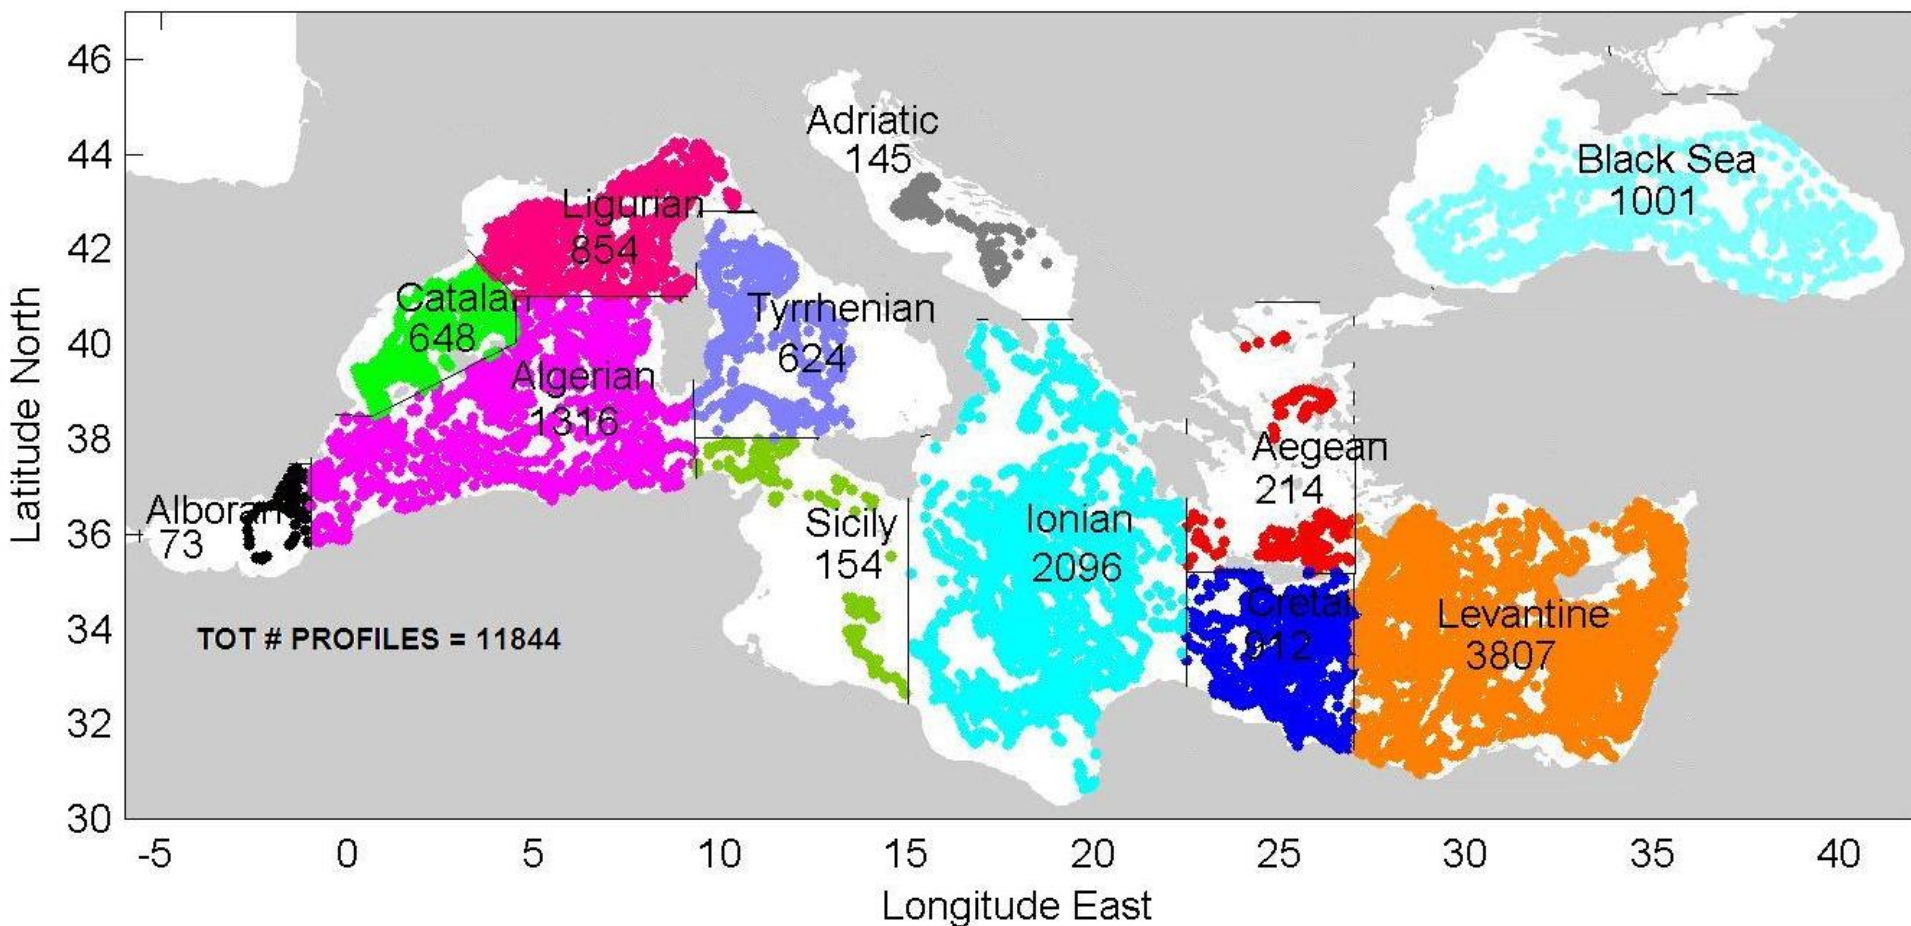 46
44
42
40
38
36
34
32
30
Latitude North
-5
0
5
10
15
20
25
30
35
40
Longitude East
Adriatic
145
Black Sea
1001
Ligurian
854
Catalan
648
Tyrrhenian
624
Algerian
1316
Aegean
214
Alboran
73
Sicily
154
Ionian
2096
Cretan
912
Levantine
3807
TOT # PROFILES = 11844